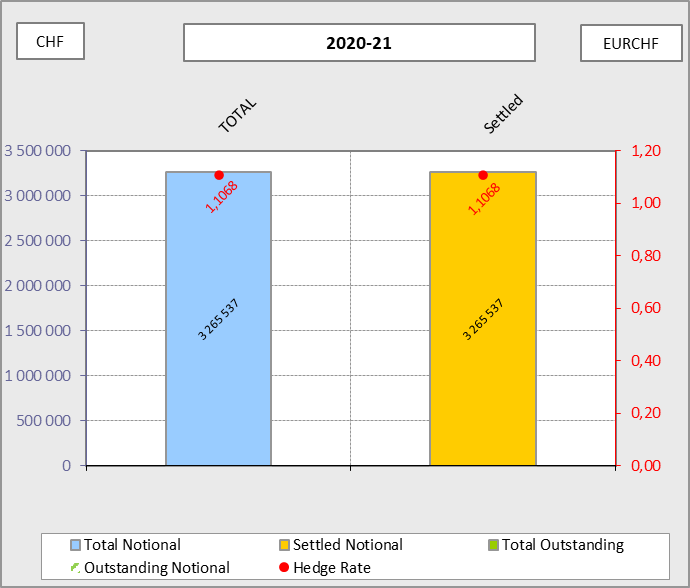 CHF 2020-21 EURCHF
TOTAL Settled
3 500 000 1,20
3 000 000 1,00
2 500 000 0,80
2 000 000 0,60
1 500 000 0,40
1 000 000 0,20
500 000 0,00
0
1,1068 1,1068
3 265 537 3 265 537
Total Notional Settled Notional Total Outstanding
Outstanding Notional Hedge Rate